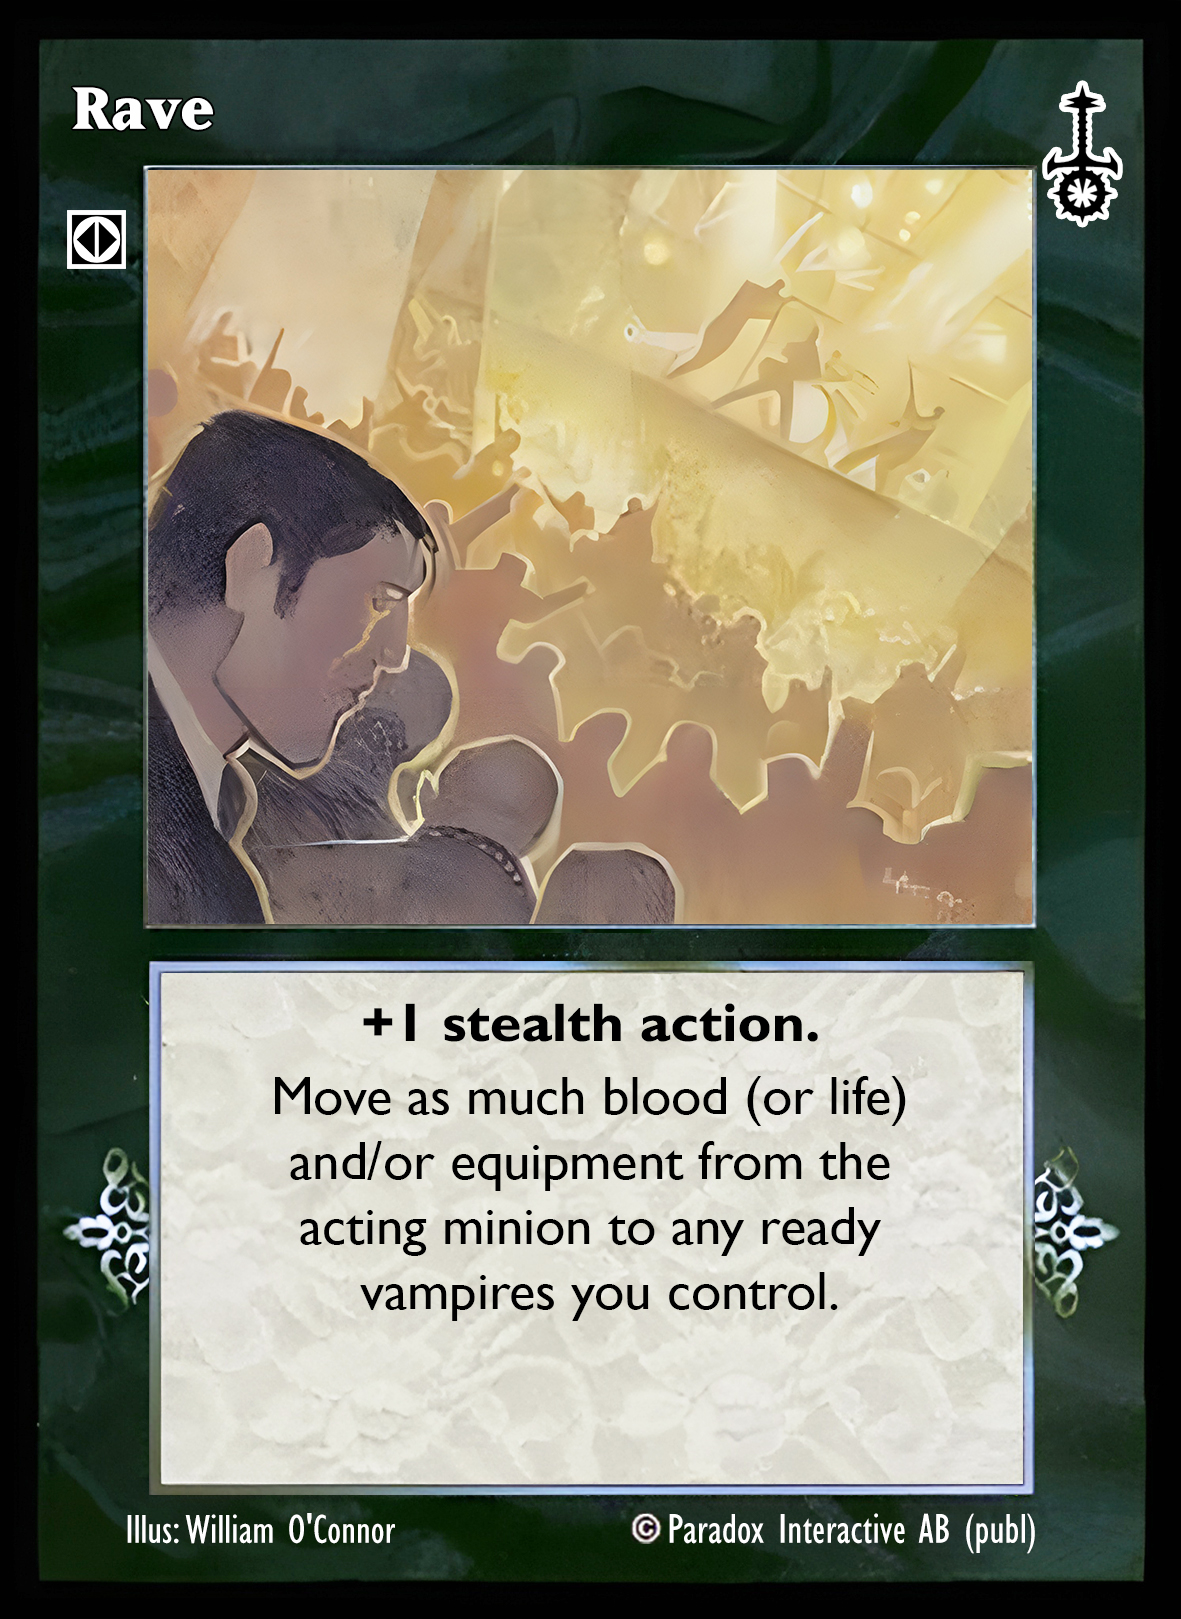 Rave
+1 stealth action.
Move as much blood (or life)
and/or equipment from the
acting minion to any ready
vampires you control.
Illus: William O'Connor
© Paradox Interactive AB (publ)